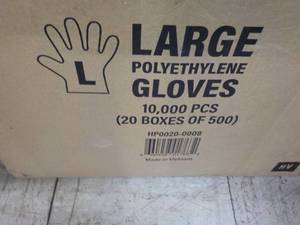 L
LARGE
POLYETHYLENE
GLOVES
10,000 PCS
(20 BOXES OF 500)
HP0020-0008
Made in Vietnam